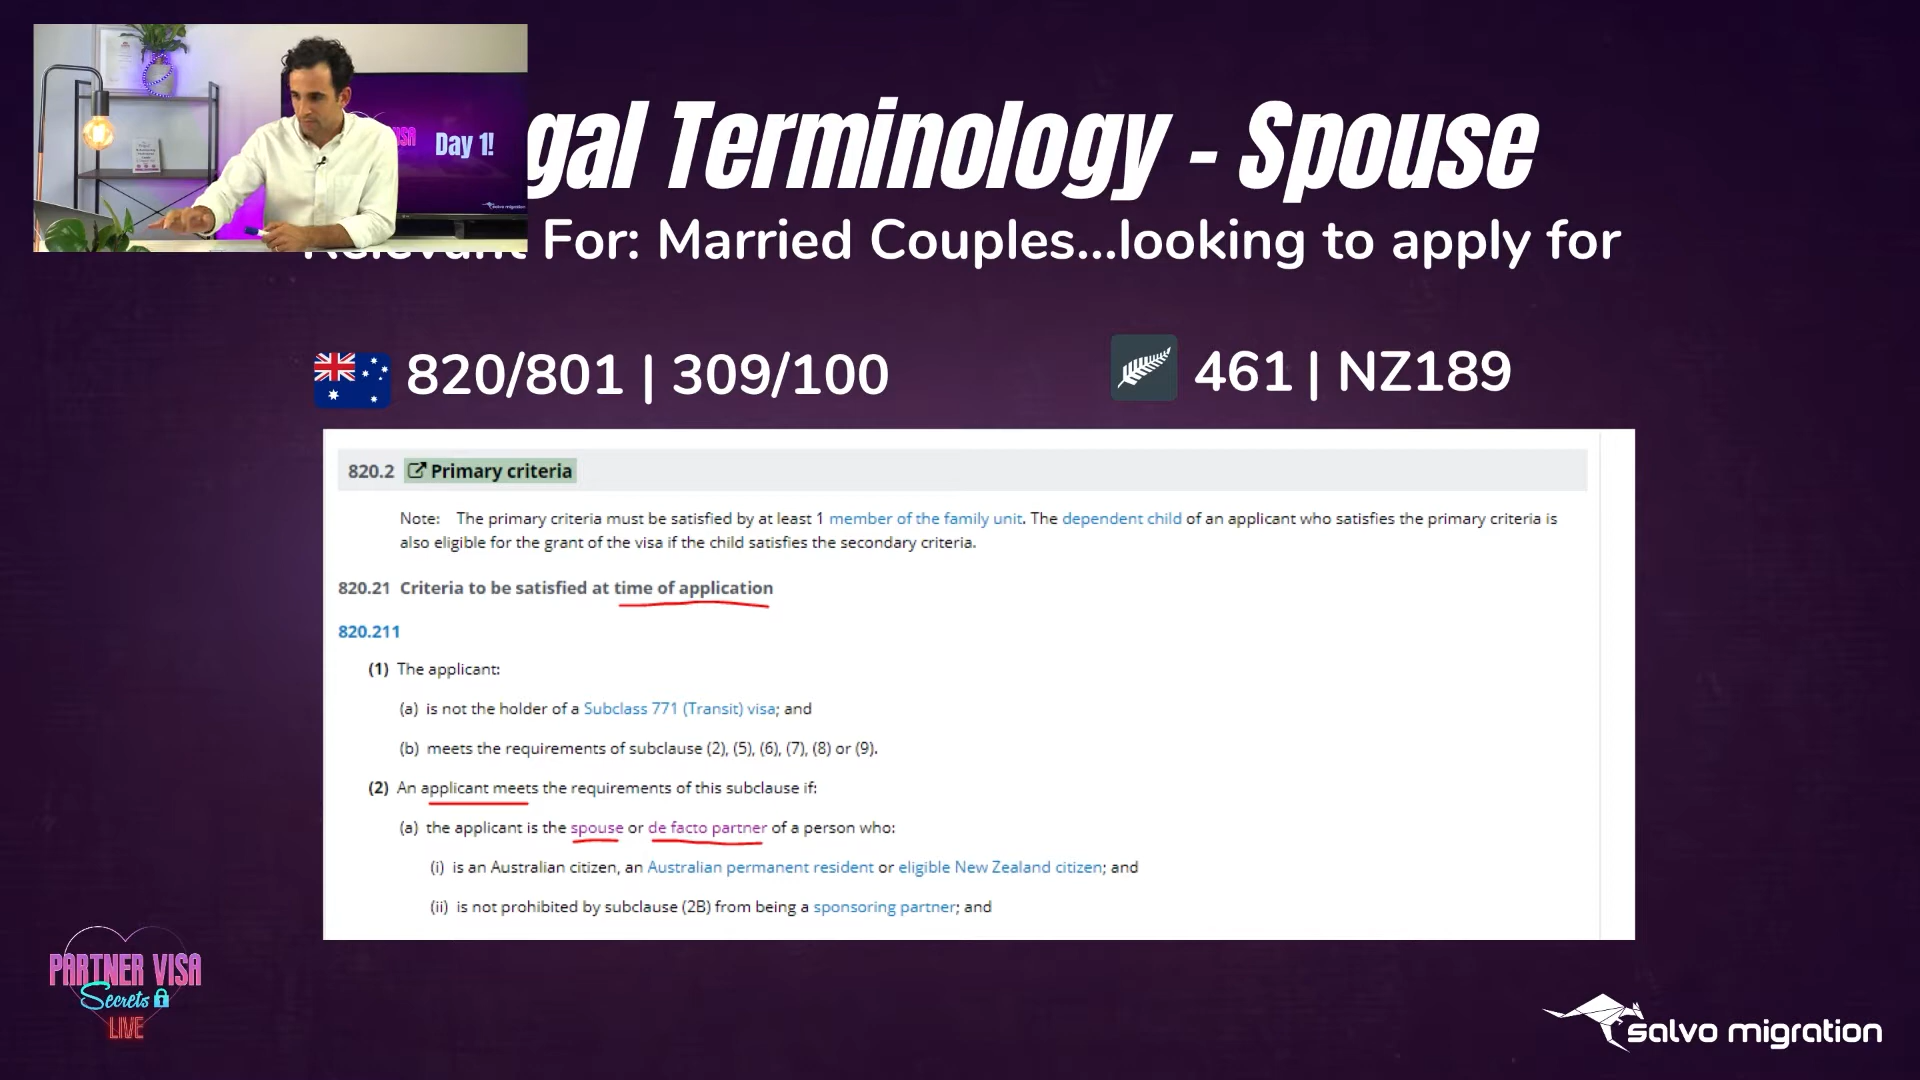 Day 1!
salvo migration
gal Terminology - Spouse
For: Married Couples...looking to apply for
820/801 | 309/100
461 | NZ189
820.2 Primary criteria
Note: The primary criteria must be satisfied by at least 1 member of the family unit. The dependent child of an applicant who satisfies the primary criteria is
also eligible for the grant of the visa if the child satisfies the secondary criteria.
820.21 Criteria to be satisfied at time of application
820.211
(1) The applicant:
(a) is not the holder of a Subclass 771 (Transit) visa; and
(b) meets the requirements of subclause (2), (5), (6), (7), (8) or (9).
(2) An applicant meets the requirements of this subclause if:
(a) the applicant is the spouse or de facto partner of a person who:
(i) is an Australian citizen, an Australian permanent resident or eligible New Zealand citizen; and
(ii) is not prohibited by subclause (2B) from being a sponsoring partner; and
PARTNER VISA
Secrets
LIVE
salvo migration